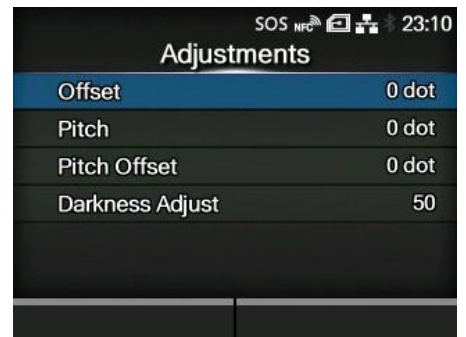 SOS NFC 23:10
Adjustments
Offset 0 dot
Pitch 0 dot
Pitch Offset 0 dot
Darkness Adjust 50